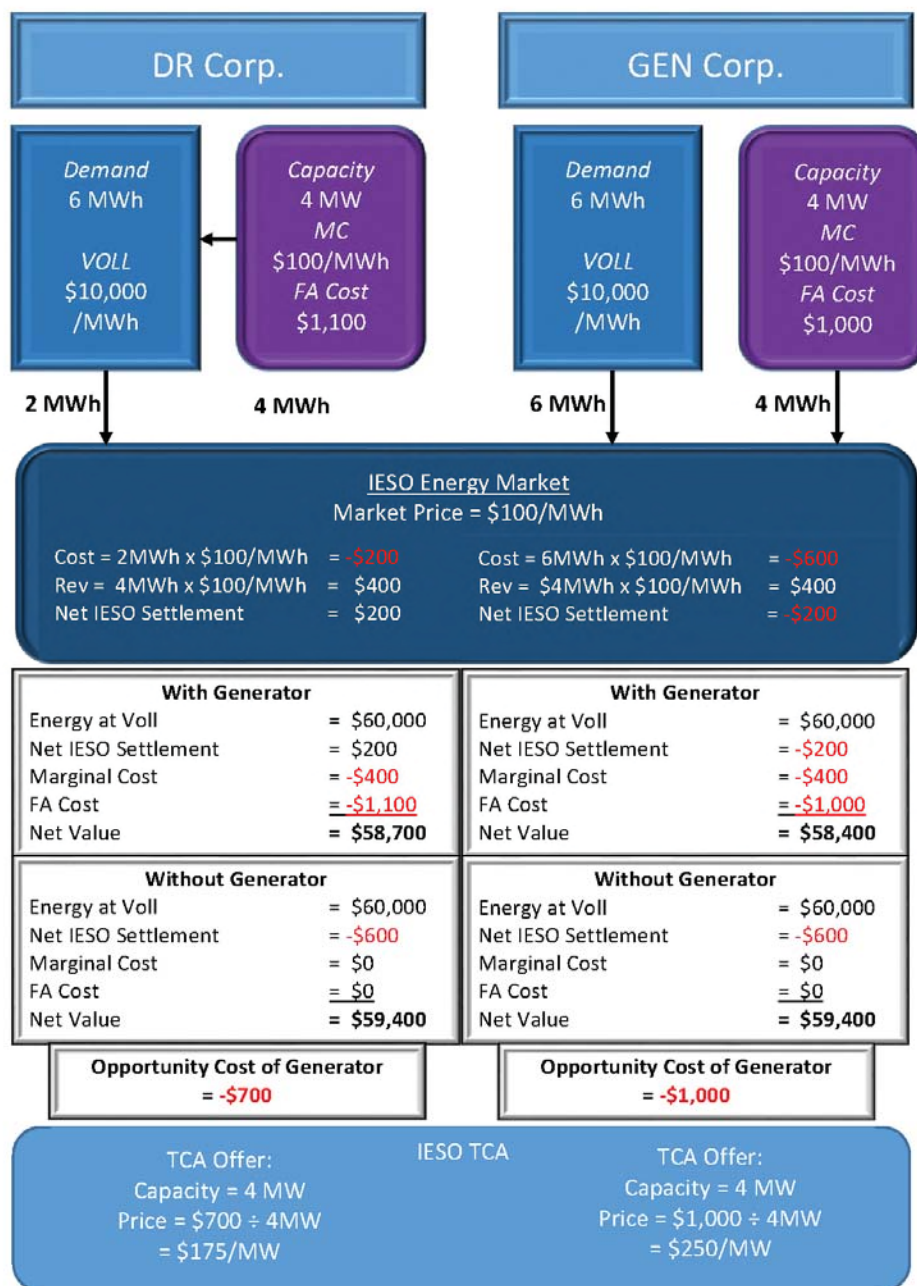 DR Corp.
GEN Corp.
Demand
6 MWh
VOLL
$10,000
/MWh
Capacity
4 MW
MC
$100/MWh
FA Cost
$1,100
Demand
6 MWh
VOLL
$10,000
/MWh
Capacity
4 MW
MC
$100/MWh
FA Cost
$1,000
2 MWh
4 MWh
6 MWh
4 MWh
IESO Energy Market
Market Price = $100/MWh
Cost = 2MWh x $100/MWh = -$200
Rev = 4MWh x $100/MWh = $400
Net IESO Settlement = $200
Cost = 6MWh x $100/MWh = -$600
Rev = $4MWh x $100/MWh = $400
Net IESO Settlement = -$200
With Generator
Energy at Voll = $60,000
Net IESO Settlement = $200
Marginal Cost = -$400
FA Cost = -$1,100
Net Value = $58,700
With Generator
Energy at Voll = $60,000
Net IESO Settlement = -$200
Marginal Cost = -$400
FA Cost = -$1,000
Net Value = $58,400
Without Generator
Energy at Voll = $60,000
Net IESO Settlement = -$600
Marginal Cost = $0
FA Cost = $0
Net Value = $59,400
Without Generator
Energy at Voll = $60,000
Net IESO Settlement = -$600
Marginal Cost = $0
FA Cost = $0
Net Value = $59,400
Opportunity Cost of Generator
= -$700
Opportunity Cost of Generator
= -$1,000
IESO TCA
TCA Offer:
Capacity = 4 MW
Price = $700 ÷ 4MW
= $175/MW
TCA Offer:
Capacity = 4 MW
Price = $1,000 ÷ 4MW
= $250/MW